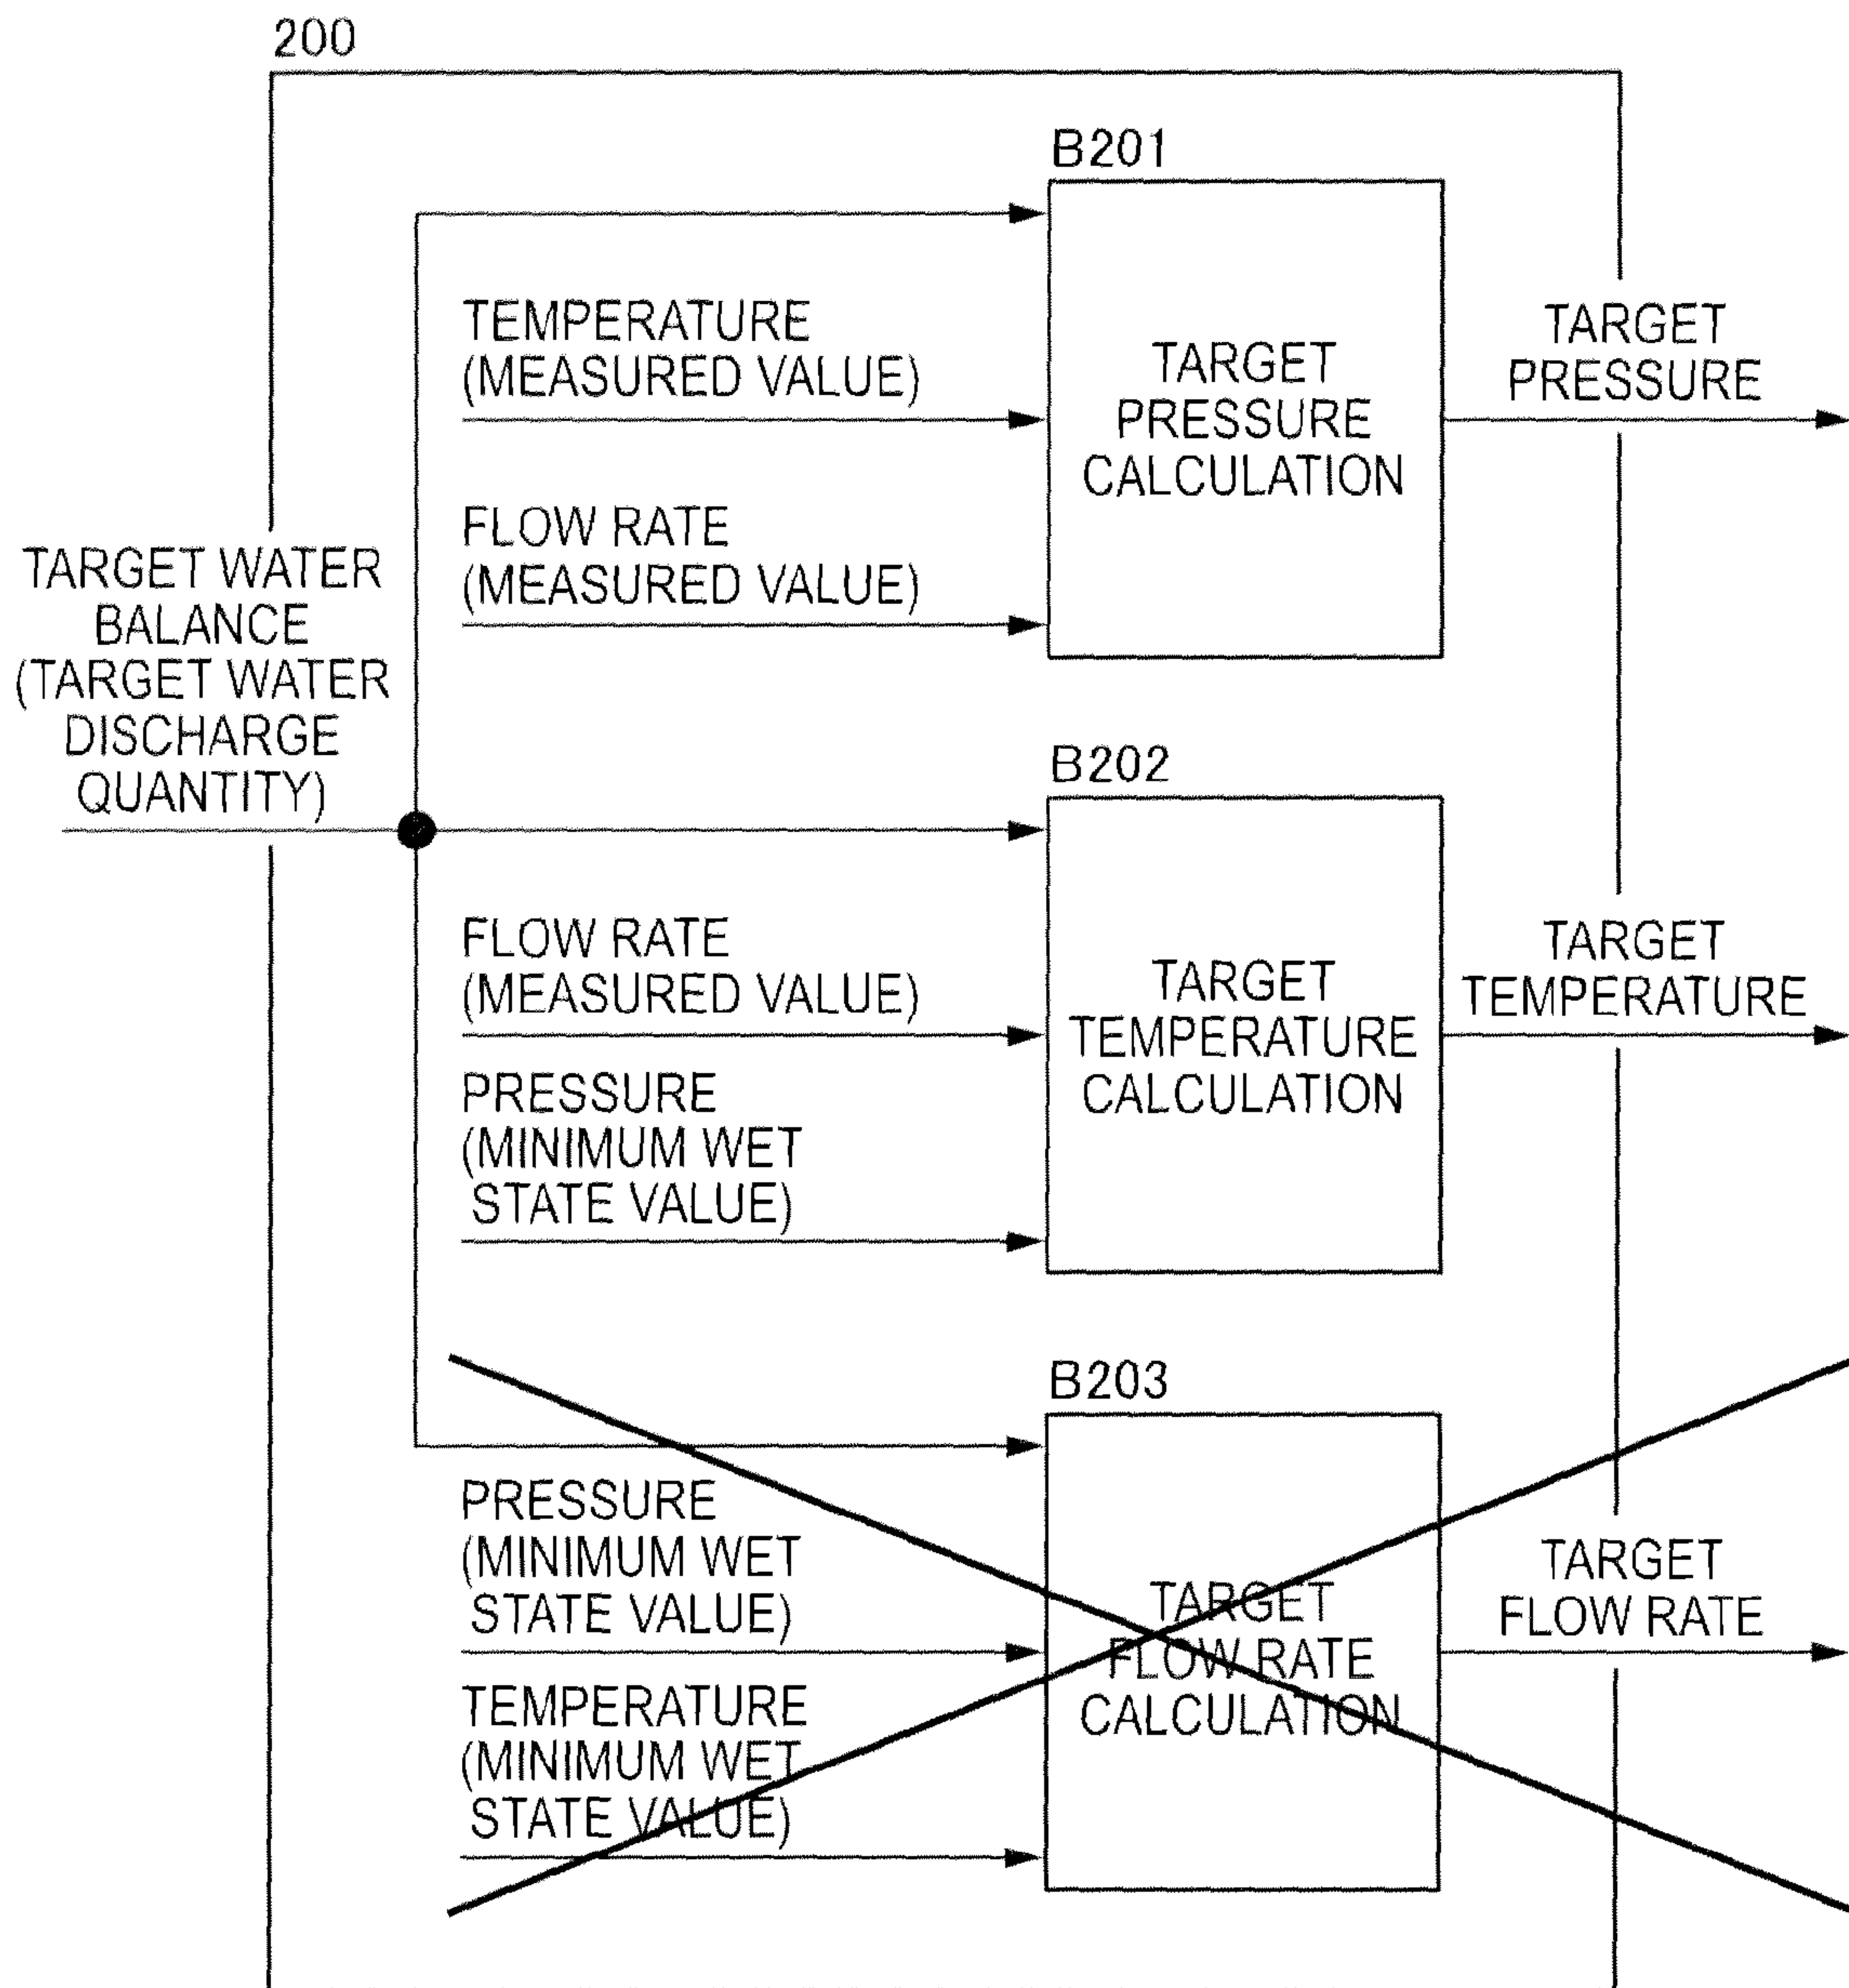 200
B201
TEMPERATURE
(MEASURED VALUE)
FLOW RATE
(MEASURED VALUE)
TARGET
PRESSURE
CALCULATION
TARGET
PRESSURE
TARGET WATER
BALANCE
(TARGET WATER
DISCHARGE
QUANTITY)
B202
FLOW RATE
(MEASURED VALUE)
PRESSURE
(MINIMUM WET
STATE VALUE)
TARGET
TEMPERATURE
CALCULATION
TARGET
TEMPERATURE
B203
PRESSURE
(MINIMUM WET
STATE VALUE)
TEMPERATURE
(MINIMUM WET
STATE VALUE)
TARGET
FLOW RATE
CALCULATION
TARGET
FLOW RATE